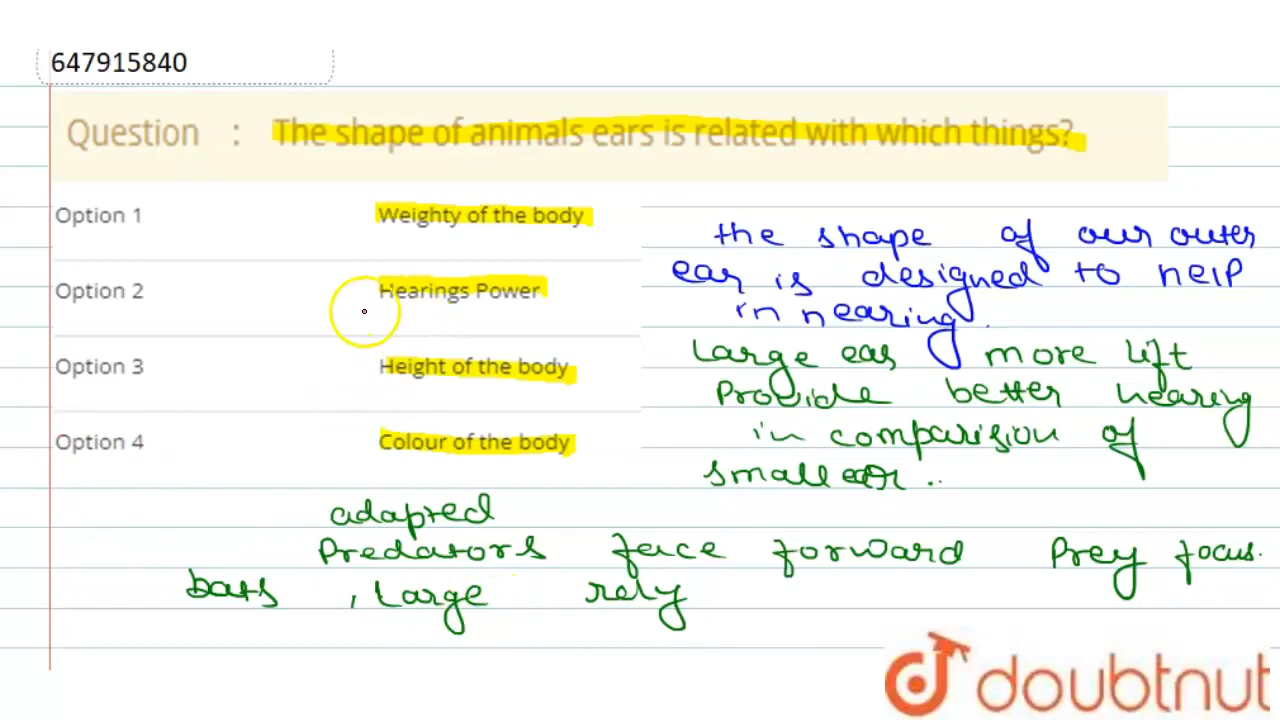 647915840
Question : The shape of animals ears is related with which things?
Option 1 Weighty of the body
Option 2 Hearings Power
Option 3 Height of the body
Option 4 Colour of the body
the shape of our outer
ear is designed to help
in hearing.
Large eas more lift
Provide better hearing
in comparision of
small ear ..
adapted
Predators face forward Prey focus.
bats , Large rely
doubtnut